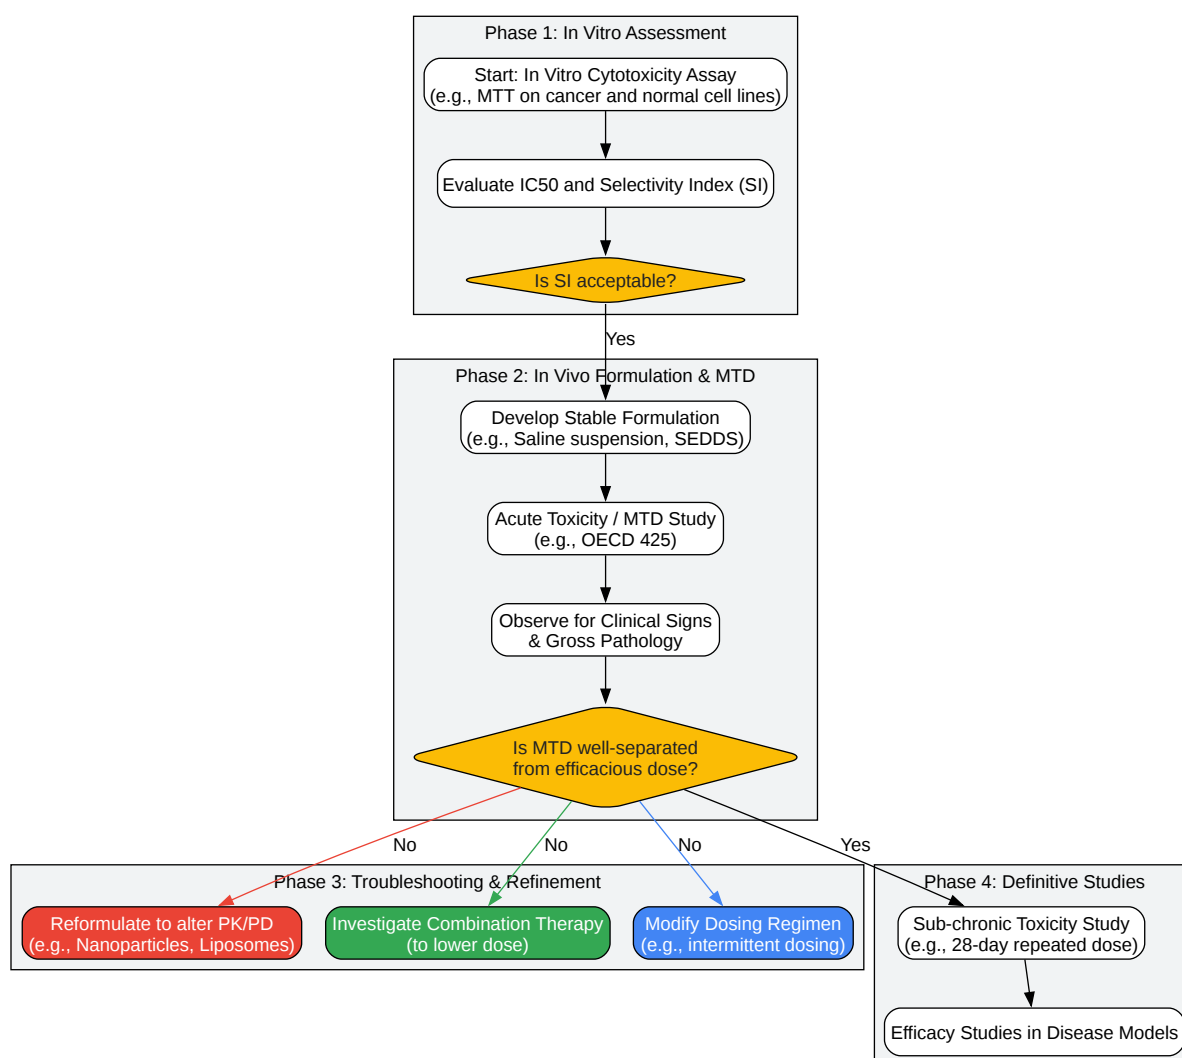 Phase 1: In Vitro Assessment
Start: In Vitro Cytotoxicity Assay
(e.g., MTT on cancer and normal cell lines)
Evaluate IC50 and Selectivity Index (SI)
Is SI acceptable?
Yes
Phase 2: In Vivo Formulation & MTD
Develop Stable Formulation
(e.g., Saline suspension, SEDDS)
Acute Toxicity / MTD Study
(e.g., OECD 425)
Observe for Clinical Signs
& Gross Pathology
Is MTD well-separated
from efficacious dose?
No
No
No
Yes
Phase 3: Troubleshooting & Refinement
Reformulate to alter PK/PD
(e.g., Nanoparticles, Liposomes)
Investigate Combination Therapy
(to lower dose)
Modify Dosing Regimen
(e.g., intermittent dosing)
Phase 4: Definitive Studies
Sub-chronic Toxicity Study
(e.g., 28-day repeated dose)
Efficacy Studies in Disease Models